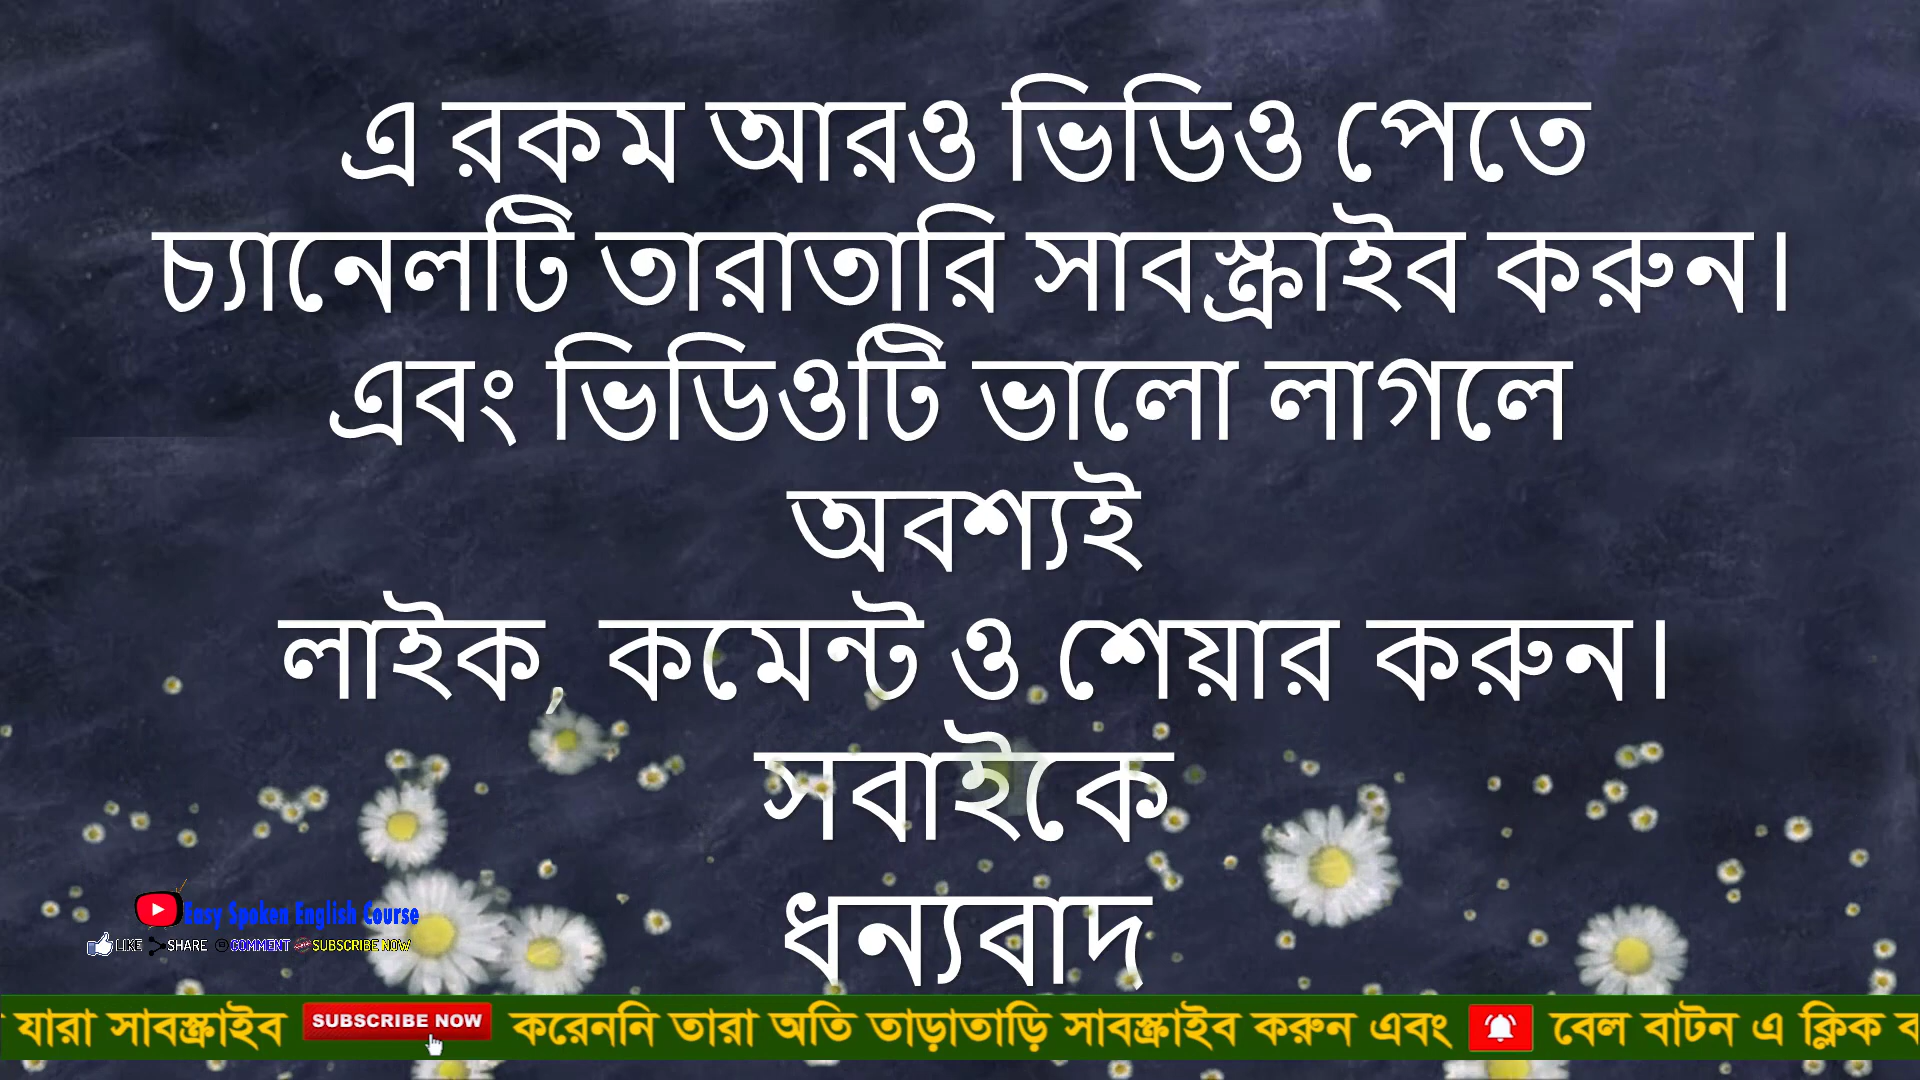 এ রকম আরও ভিডিও পেতে
চ্যানেলটি তারাতারি সাবস্ক্রাইব করুন।
এবং ভিডিওটি ভালো লাগলে
অবশ্যই
লাইক, কমেন্ট ও শেয়ার করুন।
সবাইকে
ধন্যবাদ
Easy Spoken English Course
LIKE SHARE COMMENT SUBSCRIBE NOW
যারা সাবস্ক্রাইব SUBSCRIBE NOW করেননি তারা অতি তাড়াতাড়ি সাবস্ক্রাইব করুন এবং বেল বাটন এ ক্লিক